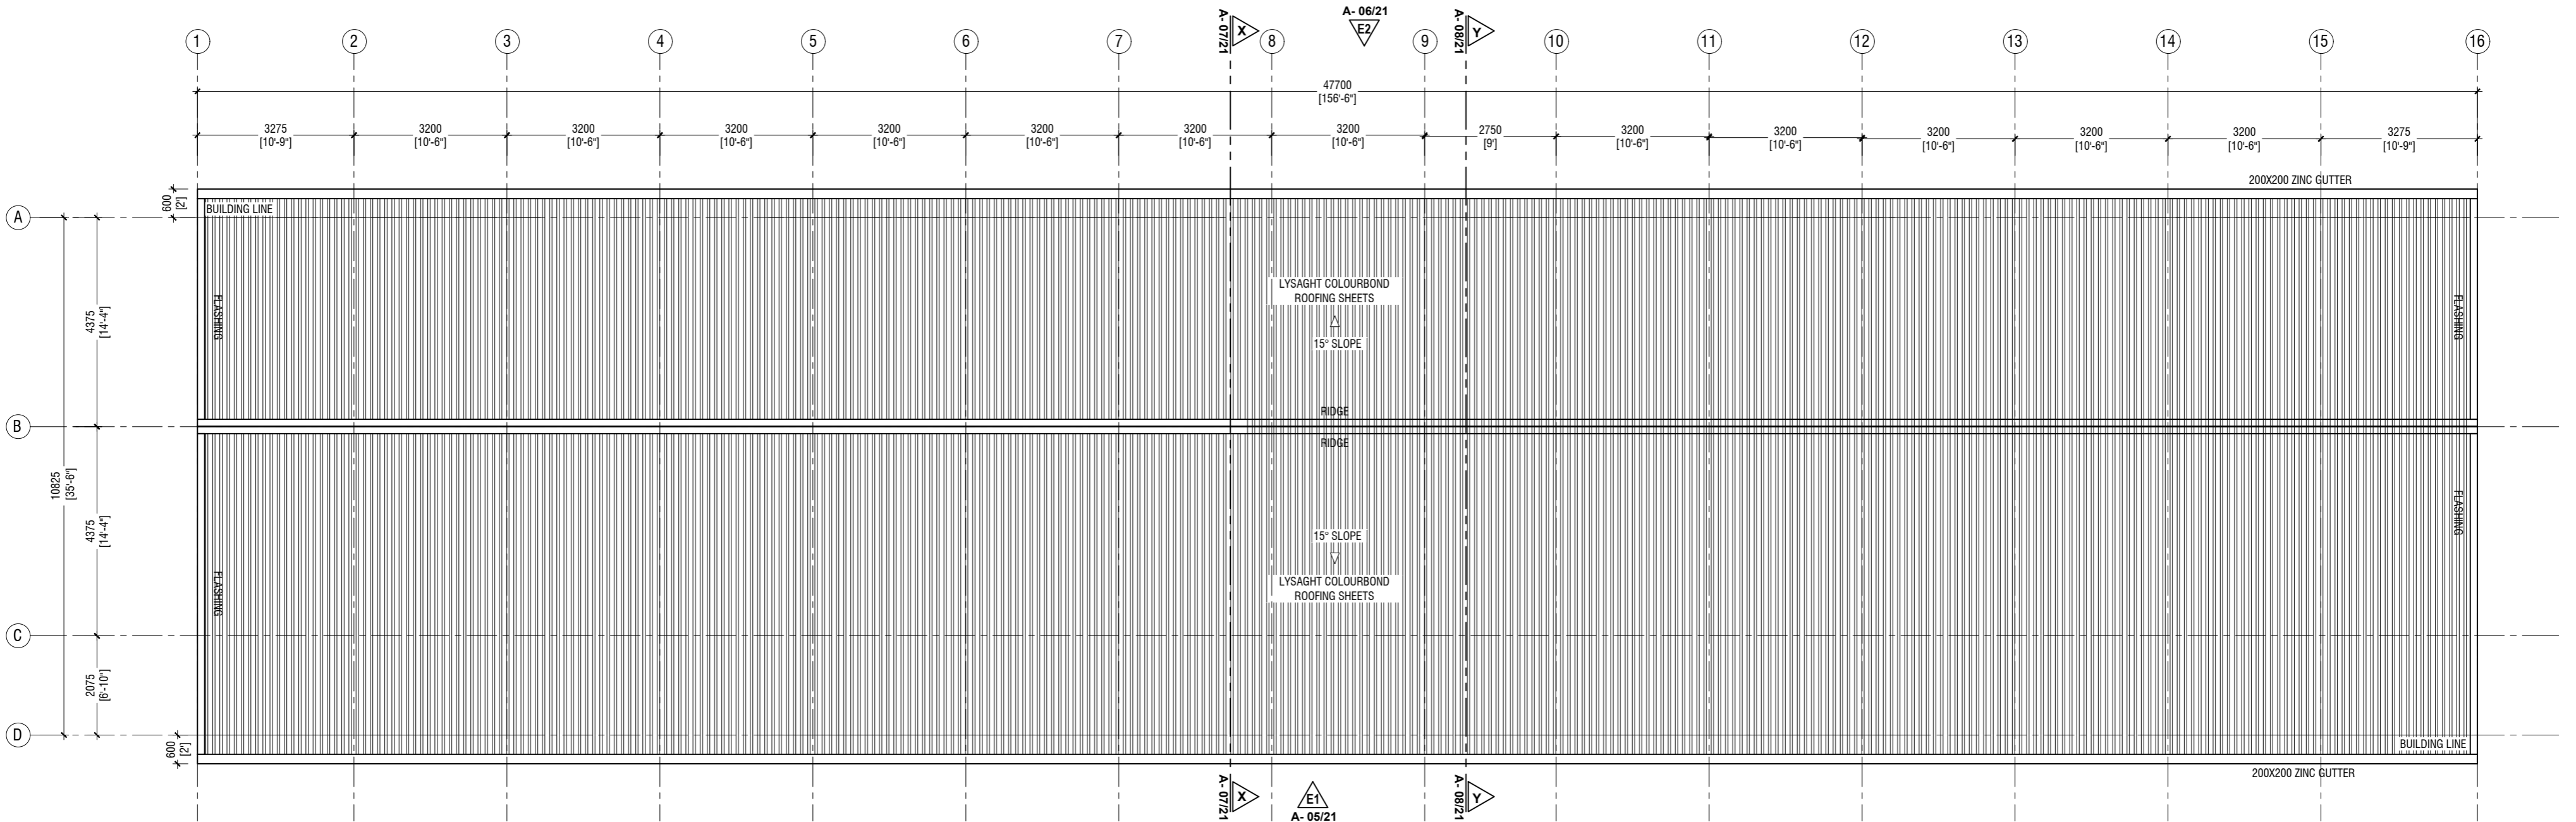 A- 07/21
X
A- 06/21
E2
A- 08/21
Y
1
2
3
4
5
6
7
8
9
10
11
12
13
14
15
16
47700
[156'-6"]
3275
[10'-9"]
3200
[10'-6"]
3200
[10'-6"]
3200
[10'-6"]
3200
[10'-6"]
3200
[10'-6"]
3200
[10'-6"]
3200
[10'-6"]
2750
[9']
3200
[10'-6"]
3200
[10'-6"]
3200
[10'-6"]
3200
[10'-6"]
3200
[10'-6"]
3275
[10'-9"]
200X200 ZINC GUTTER
600
[2']
BUILDING LINE
A
FLASHING
LYSAGHT COLOURBOND
ROOFING SHEETS
15° SLOPE
FLASHING
4375
[14'-4"]
RIDGE
B
RIDGE
10825
[35'-6"]
4375
[14'-4"]
15° SLOPE
LYSAGHT COLOURBOND
ROOFING SHEETS
FLASHING
FLASHING
C
2075
[6'-10"]
D
600
[2']
BUILDING LINE
200X200 ZINC GUTTER
A- 07/21
X
E1
A- 05/21
A- 08/21
Y